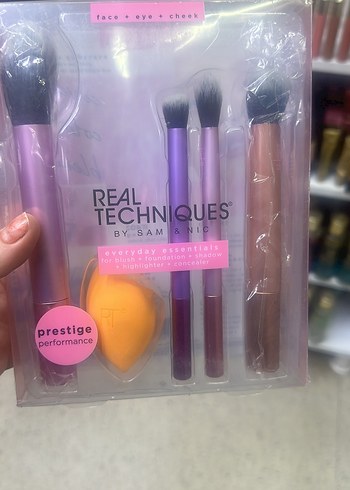 face + eye + cheek
REAL
TECHNIQUES®
BY SAM & NIC
everyday essentials
for blush + foundation + shadow
+ highlighter + concealer
prestige
performance